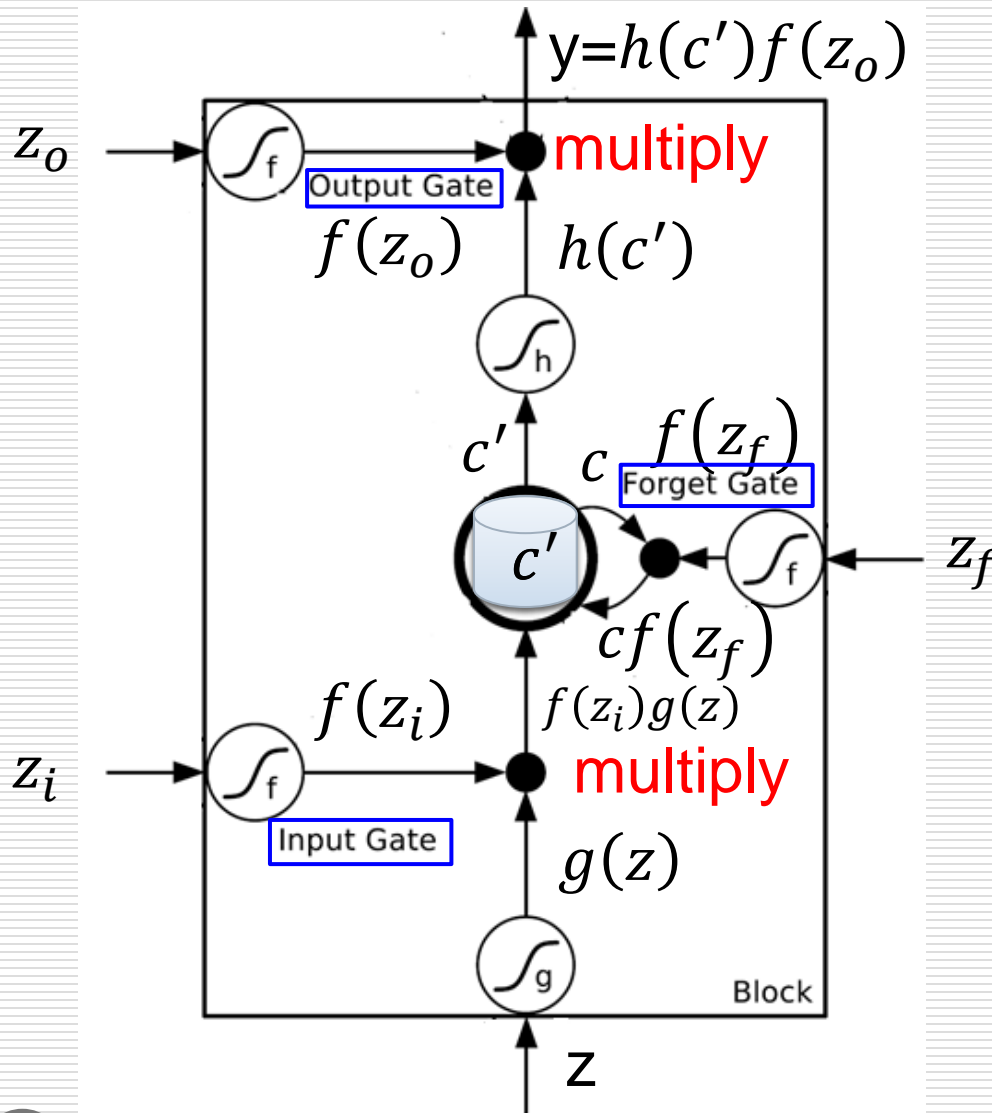 y=h(c′)f(z_o)
z_o
f
multiply
Output Gate
f(z_o)
h(c′)
h
c′
c
f(z_f)
Forget Gate
c′
f
z_f
cf(z_f)
f(z_i)
f(z_i)g(z)
z_i
f
multiply
Input Gate
g(z)
g
Block
z